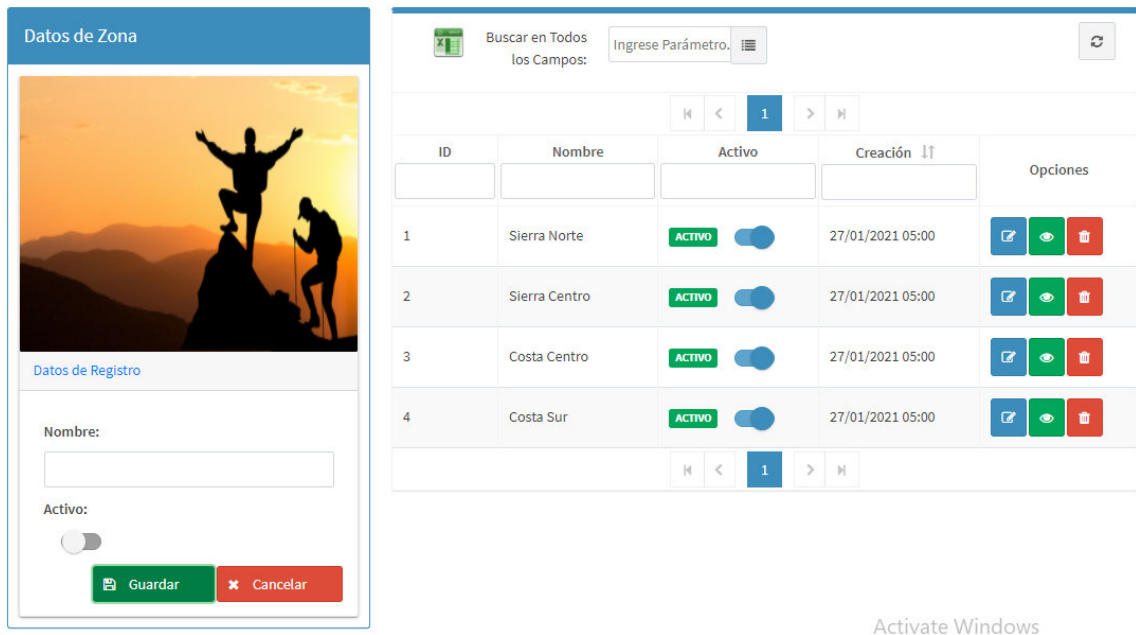 Datos de Zona
Datos de Registro
Nombre:
Activo:
Guardar
Cancelar
Buscar en Todos
los Campos:
Ingrese Parámetro.
1
ID Nombre Activo Creación Opciones
1 Sierra Norte ACTIVO 27/01/2021 05:00
2 Sierra Centro ACTIVO 27/01/2021 05:00
3 Costa Centro ACTIVO 27/01/2021 05:00
4 Costa Sur ACTIVO 27/01/2021 05:00
1
Activate Windows